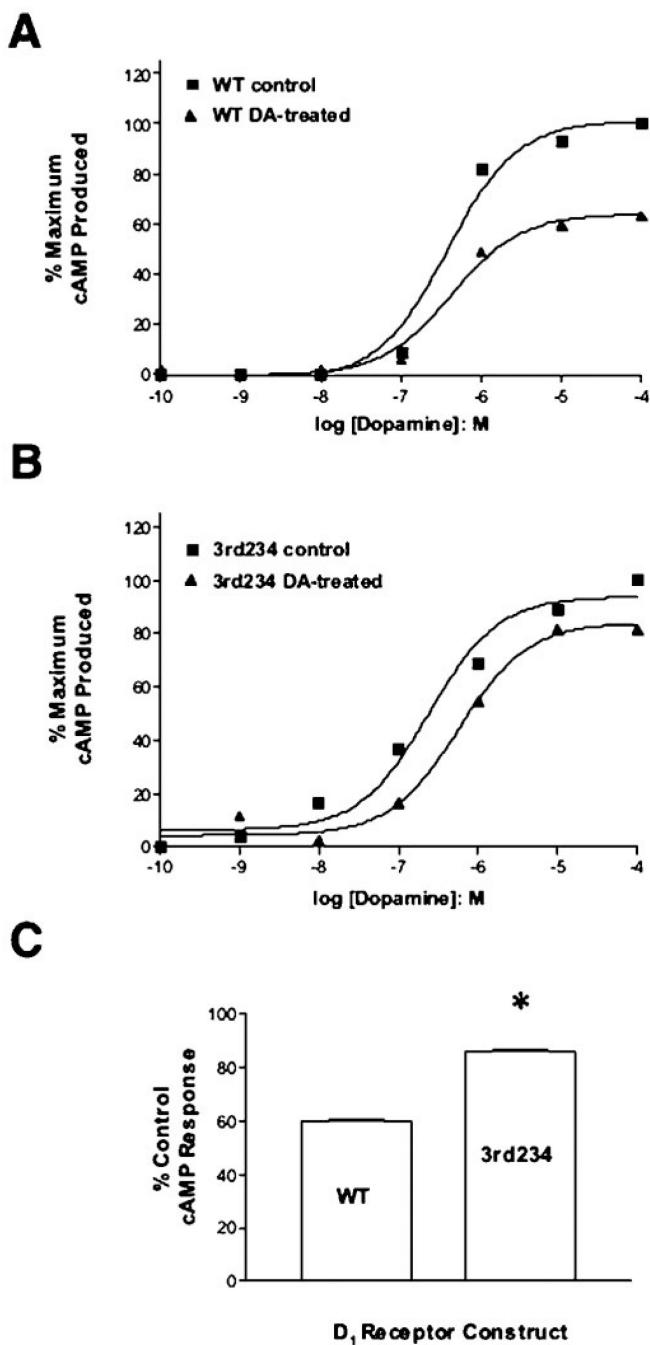 A
120
100
80
60
40
20
0
% Maximum
cAMP Produced
WT control
WT DA-treated
-10 -9 -8 -7 -6 -5 -4
log [Dopamine]: M
B
120
100
80
60
40
20
0
% Maximum
cAMP Produced
3rd234 control
3rd234 DA-treated
-10 -9 -8 -7 -6 -5 -4
log [Dopamine]: M
C
100
80
60
40
20
0
% Control
cAMP Response
*
WT
3rd234
D₁ Receptor Construct